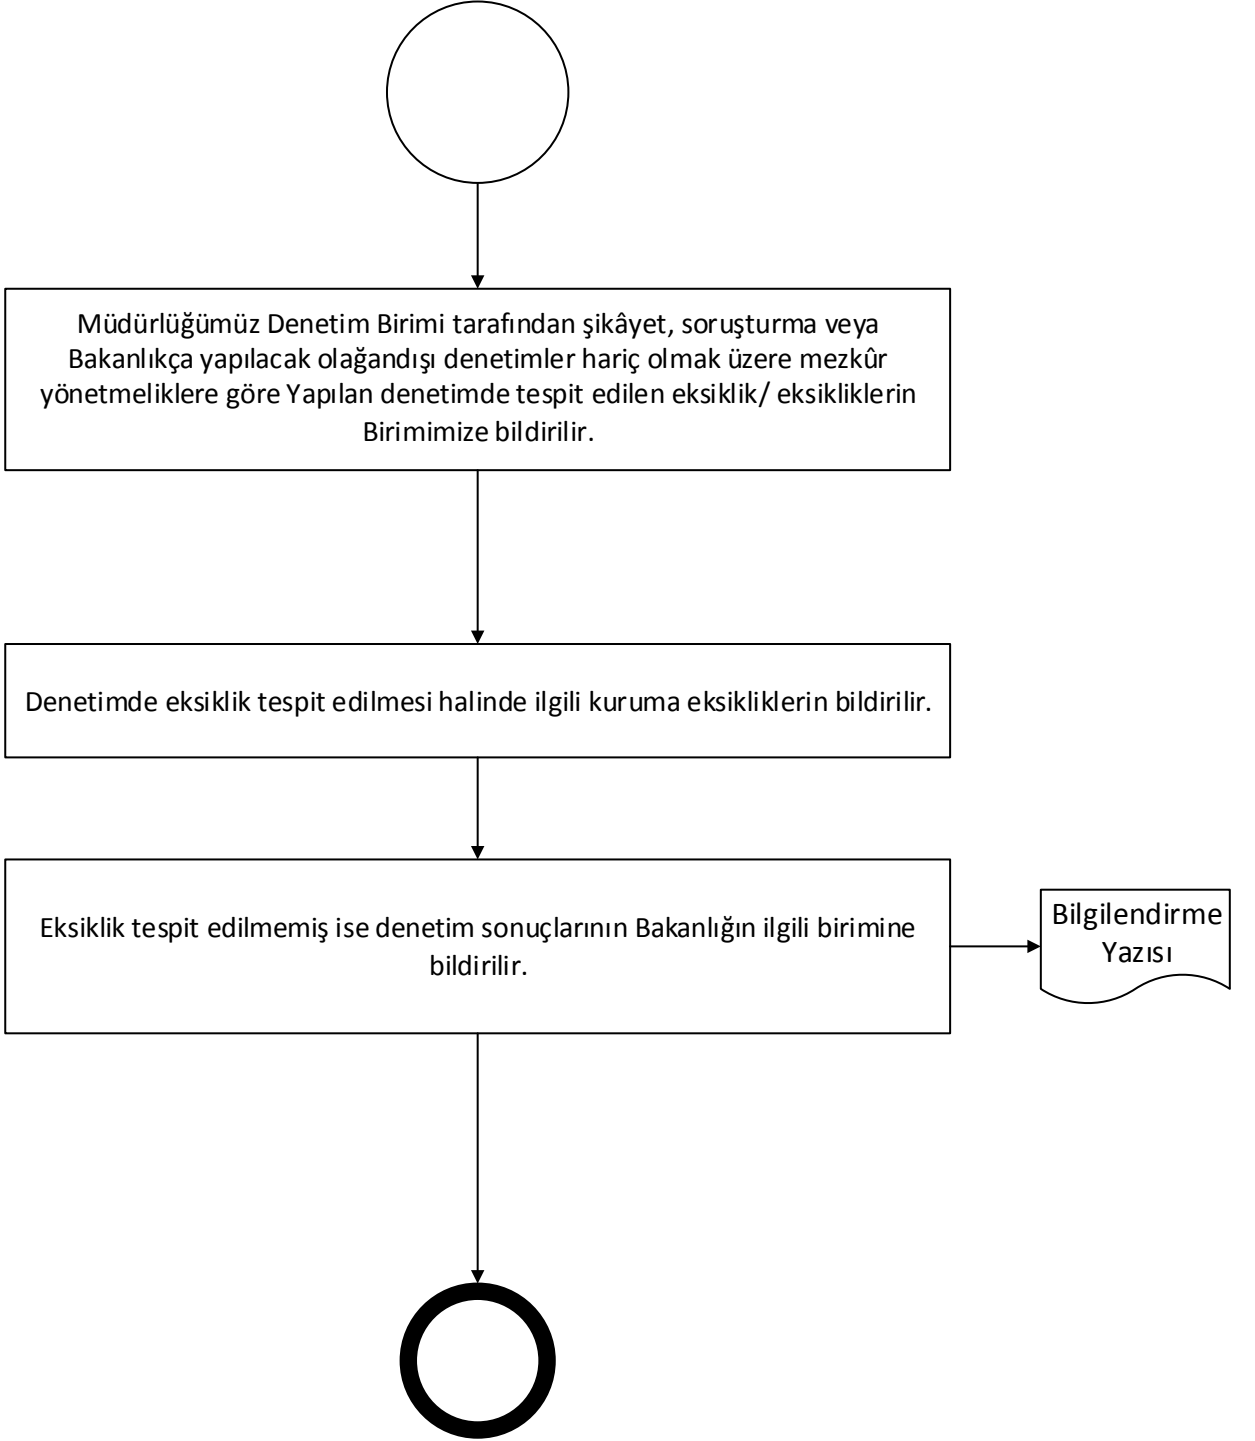 Müdürlüğümüz Denetim Birimi tarafından şikâyet, soruşturma veya
Bakanlıkça yapılacak olağandışı denetimler hariç olmak üzere mezkûr
yönetmeliklere göre Yapılan denetimde tespit edilen eksiklik/ eksikliklerin
Birimimize bildirilir.
Denetimde eksiklik tespit edilmesi halinde ilgili kuruma eksikliklerin bildirilir.
Eksiklik tespit edilmemiş ise denetim sonuçlarının Bakanlığın ilgili birimine
bildirilir.
Bilgilendirme
Yazısı